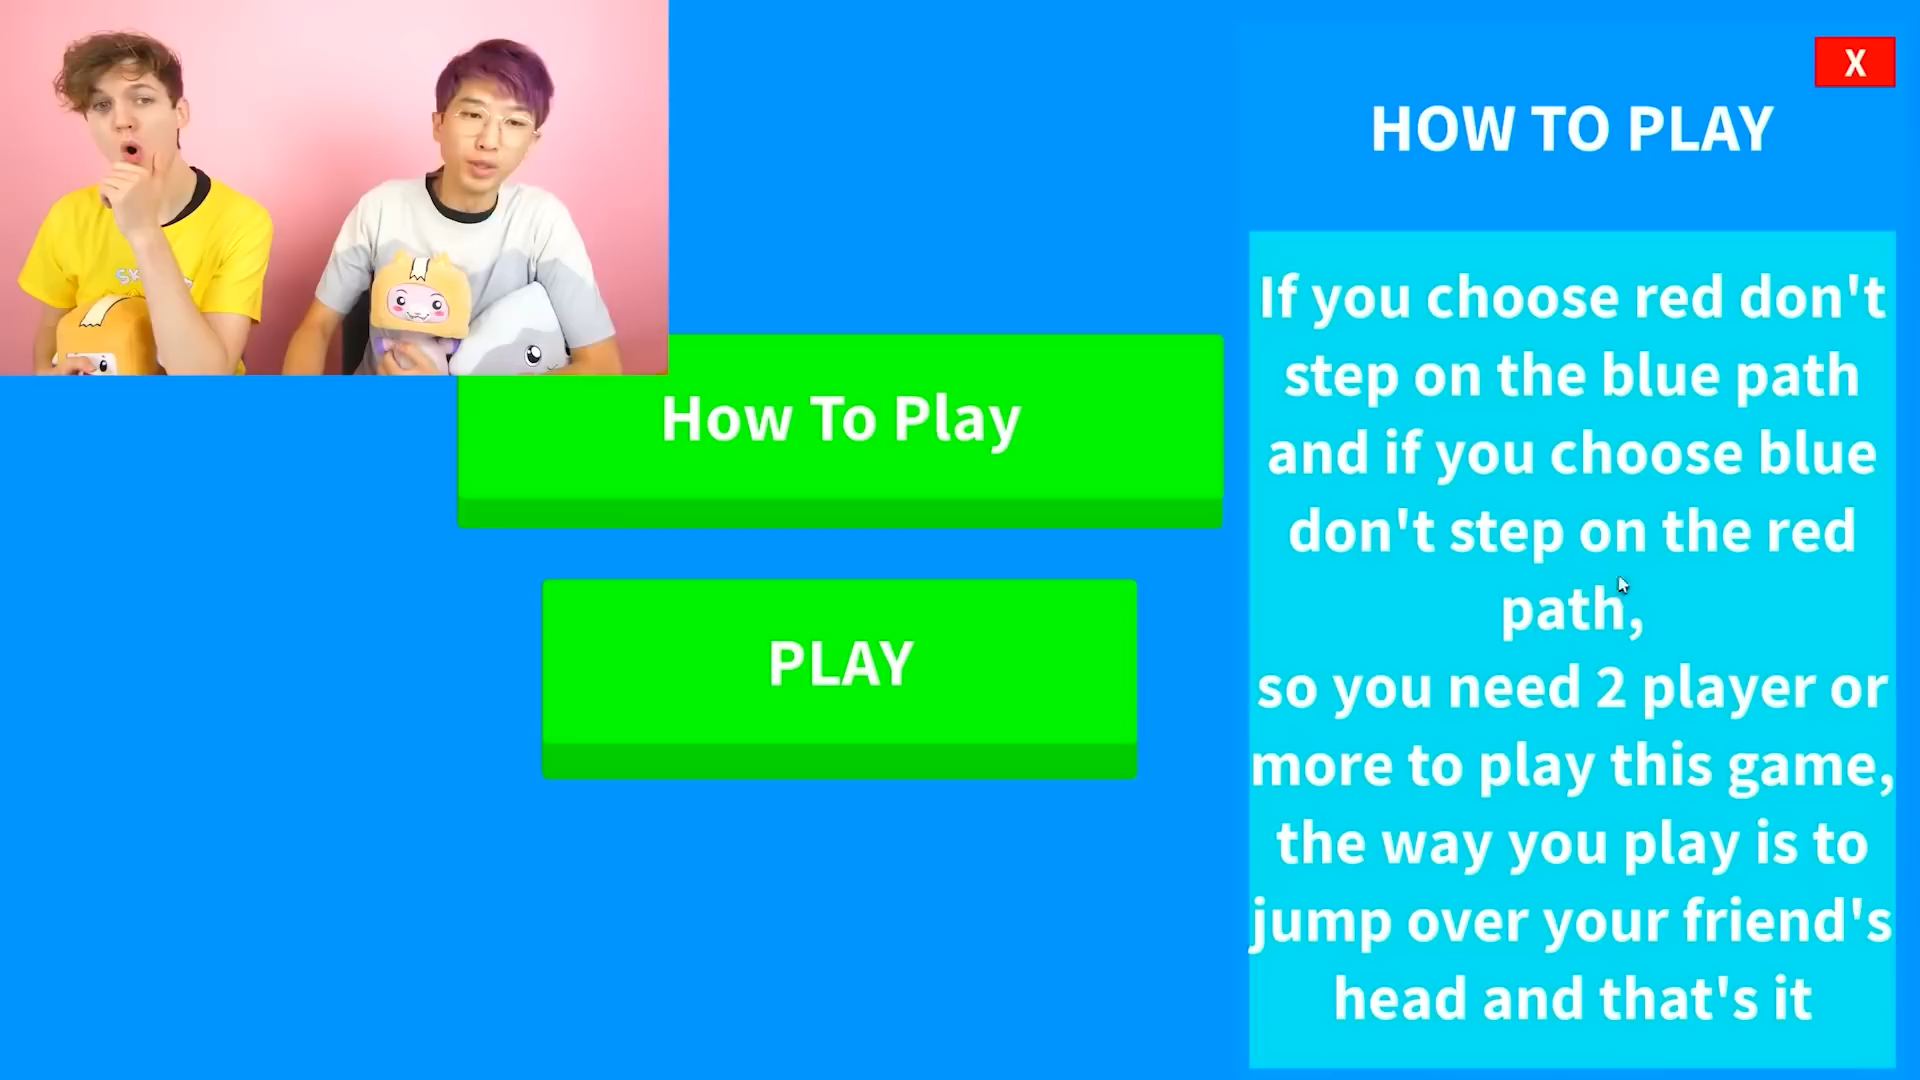 X
HOW TO PLAY
If you choose red don't
step on the blue path
and if you choose blue
don't step on the red
path,
so you need 2 player or
more to play this game,
the way you play is to
jump over your friend's
head and that's it
How To Play
PLAY